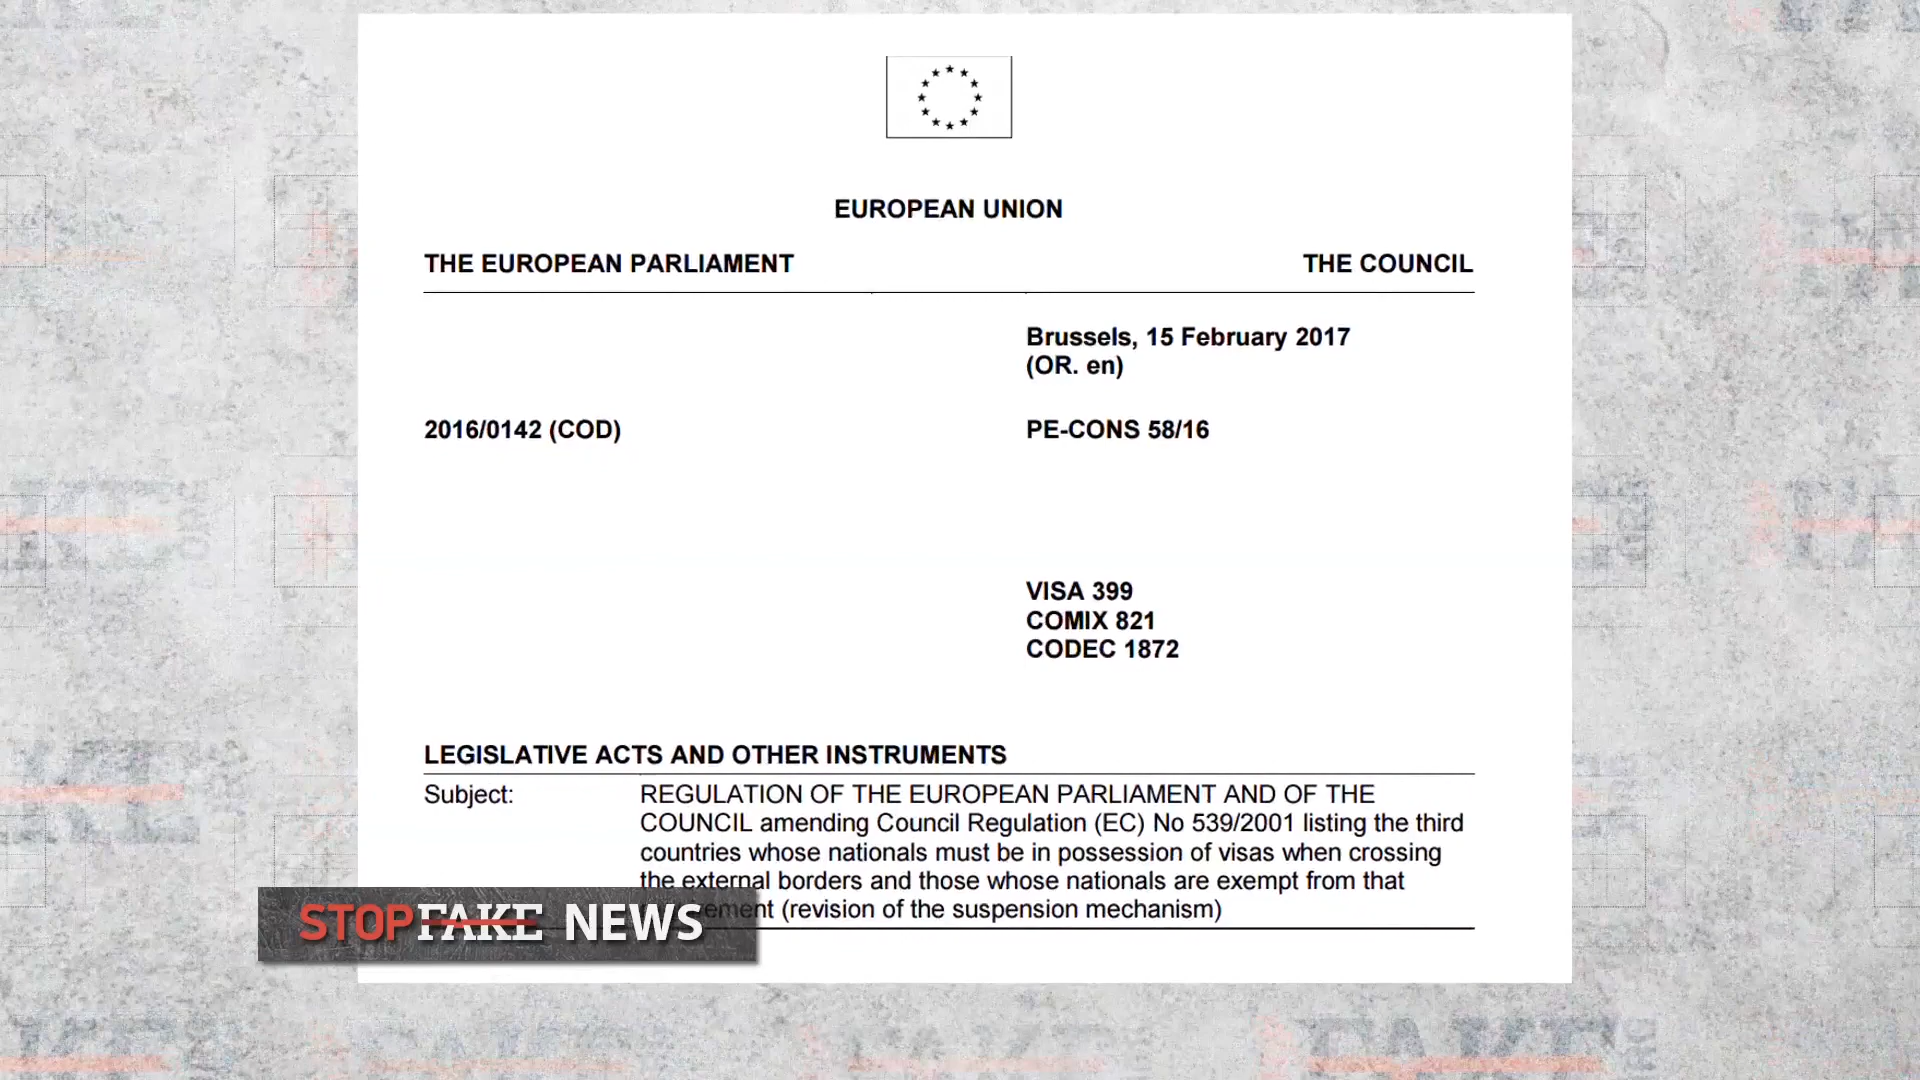 EUROPEAN UNION
THE EUROPEAN PARLIAMENT THE COUNCIL
Brussels, 15 February 2017
(OR. en)
2016/0142 (COD) PE-CONS 58/16
VISA 399
COMIX 821
CODEC 1872
LEGISLATIVE ACTS AND OTHER INSTRUMENTS
Subject: REGULATION OF THE EUROPEAN PARLIAMENT AND OF THE
COUNCIL amending Council Regulation (EC) No 539/2001 listing the third
countries whose nationals must be in possession of visas when crossing
the external borders and those whose nationals are exempt from that
(revision of the suspension mechanism)
STOPFAKE NEWS